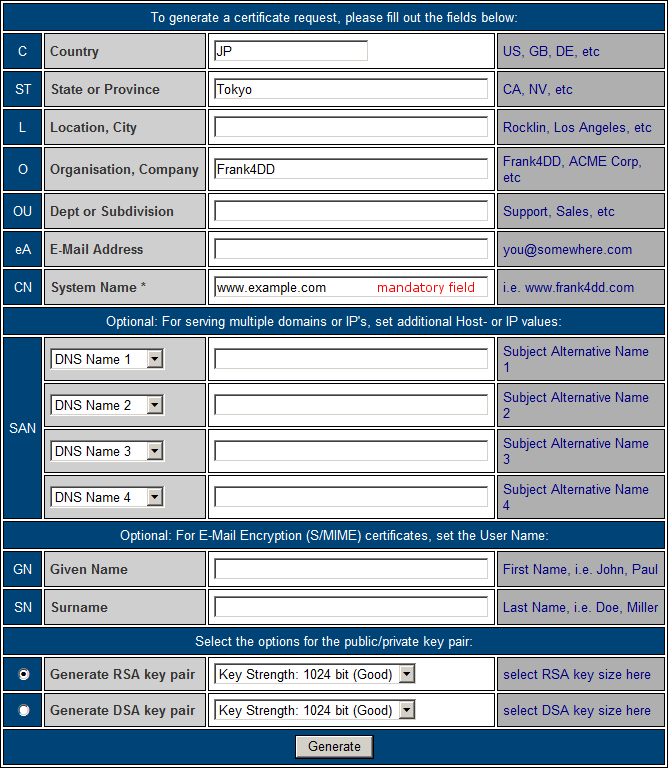 To generate a certificate request, please fill out the fields below:
C Country JP US, GB, DE, etc
ST State or Province Tokyo CA, NV, etc
L Location, City Rocklin, Los Angeles, etc
O Organisation, Company Frank4DD Frank4DD, ACME Corp,
etc
OU Dept or Subdivision Support, Sales, etc
eA E-Mail Address you@somewhere.com
CN System Name * www.example.com mandatory field i.e. www.frank4dd.com
Optional: For serving multiple domains or IP's, set additional Host- or IP values:
SAN
DNS Name 1 Subject Alternative Name
1
DNS Name 2 Subject Alternative Name
2
DNS Name 3 Subject Alternative Name
3
DNS Name 4 Subject Alternative Name
4
Optional: For E-Mail Encryption (S/MIME) certificates, set the User Name:
GN Given Name First Name, i.e. John, Paul
SN Surname Last Name, i.e. Doe, Miller
Select the options for the public/private key pair:
Generate RSA key pair Key Strength: 1024 bit (Good) select RSA key size here
Generate DSA key pair Key Strength: 1024 bit (Good) select DSA key size here
Generate